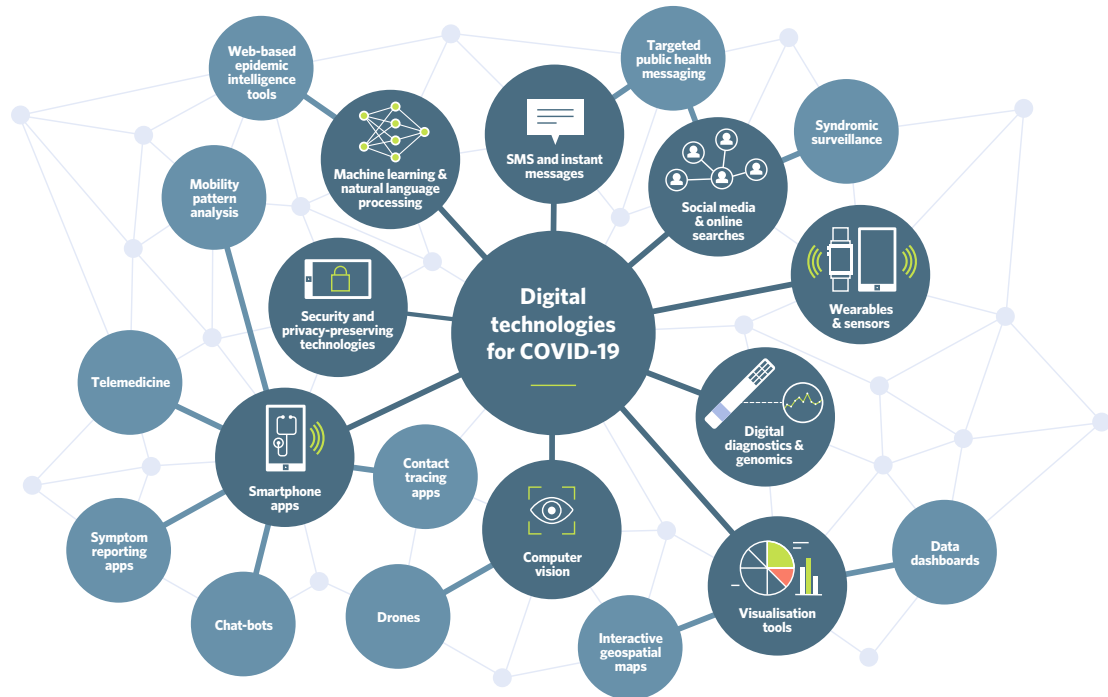 Web-based
epidemic
intelligence
tools
Targeted
public health
messaging
Syndromic
surveillance
SMS and instant
messages
Machine learning &
natural language
processing
Mobility
pattern
analysis
Social media
& online
searches
Wearables
& sensors
Security and
privacy-preserving
technologies
Digital
technologies
for COVID-19
Telemedicine
Digital
diagnostics &
genomics
Smartphone
apps
Contact
tracing
apps
Symptom
reporting
apps
Chat-bots
Drones
Computer
vision
Interactive
geospatial
maps
Visualisation
tools
Data
dashboards